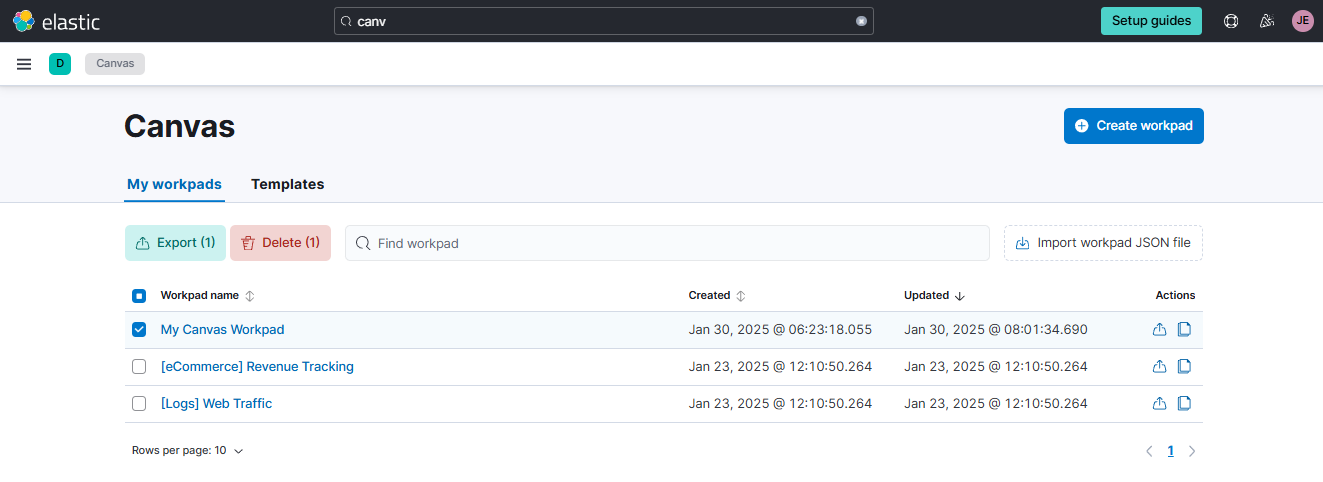 elastic canv Setup guides JE
D Canvas
Canvas
Create workpad
My workpads Templates
Export (1) Delete (1) Find workpad Import workpad JSON file
Workpad name Created Updated Actions
My Canvas Workpad Jan 30, 2025 @ 06:23:18.055 Jan 30, 2025 @ 08:01:34.690
[eCommerce] Revenue Tracking Jan 23, 2025 @ 12:10:50.264 Jan 23, 2025 @ 12:10:50.264
[Logs] Web Traffic Jan 23, 2025 @ 12:10:50.264 Jan 23, 2025 @ 12:10:50.264
Rows per page: 10 1